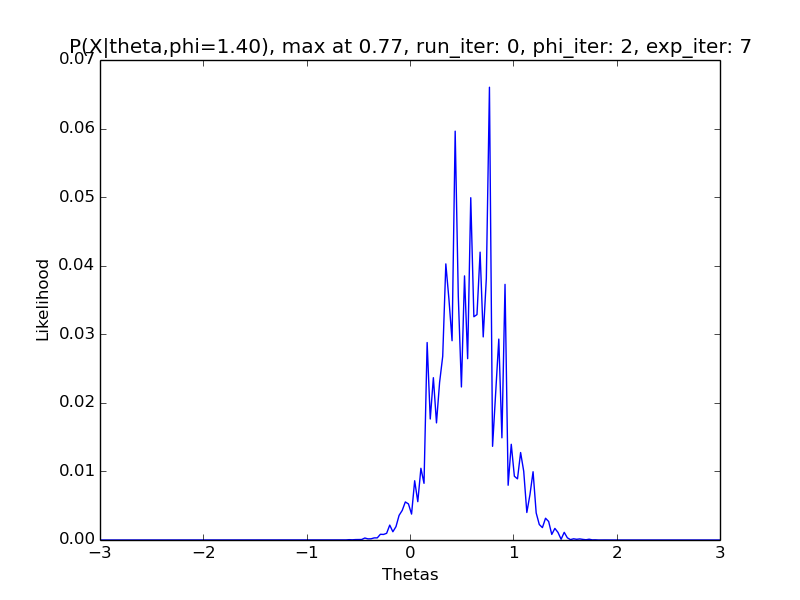 P(X|theta,phi=1.40), max at 0.77, run_iter: 0, phi_iter: 2, exp_iter: 7
0.07
0.06
0.05
0.04
0.03
0.02
0.01
0.00
Likelihood
−3 −2 −1 0 1 2 3
Thetas